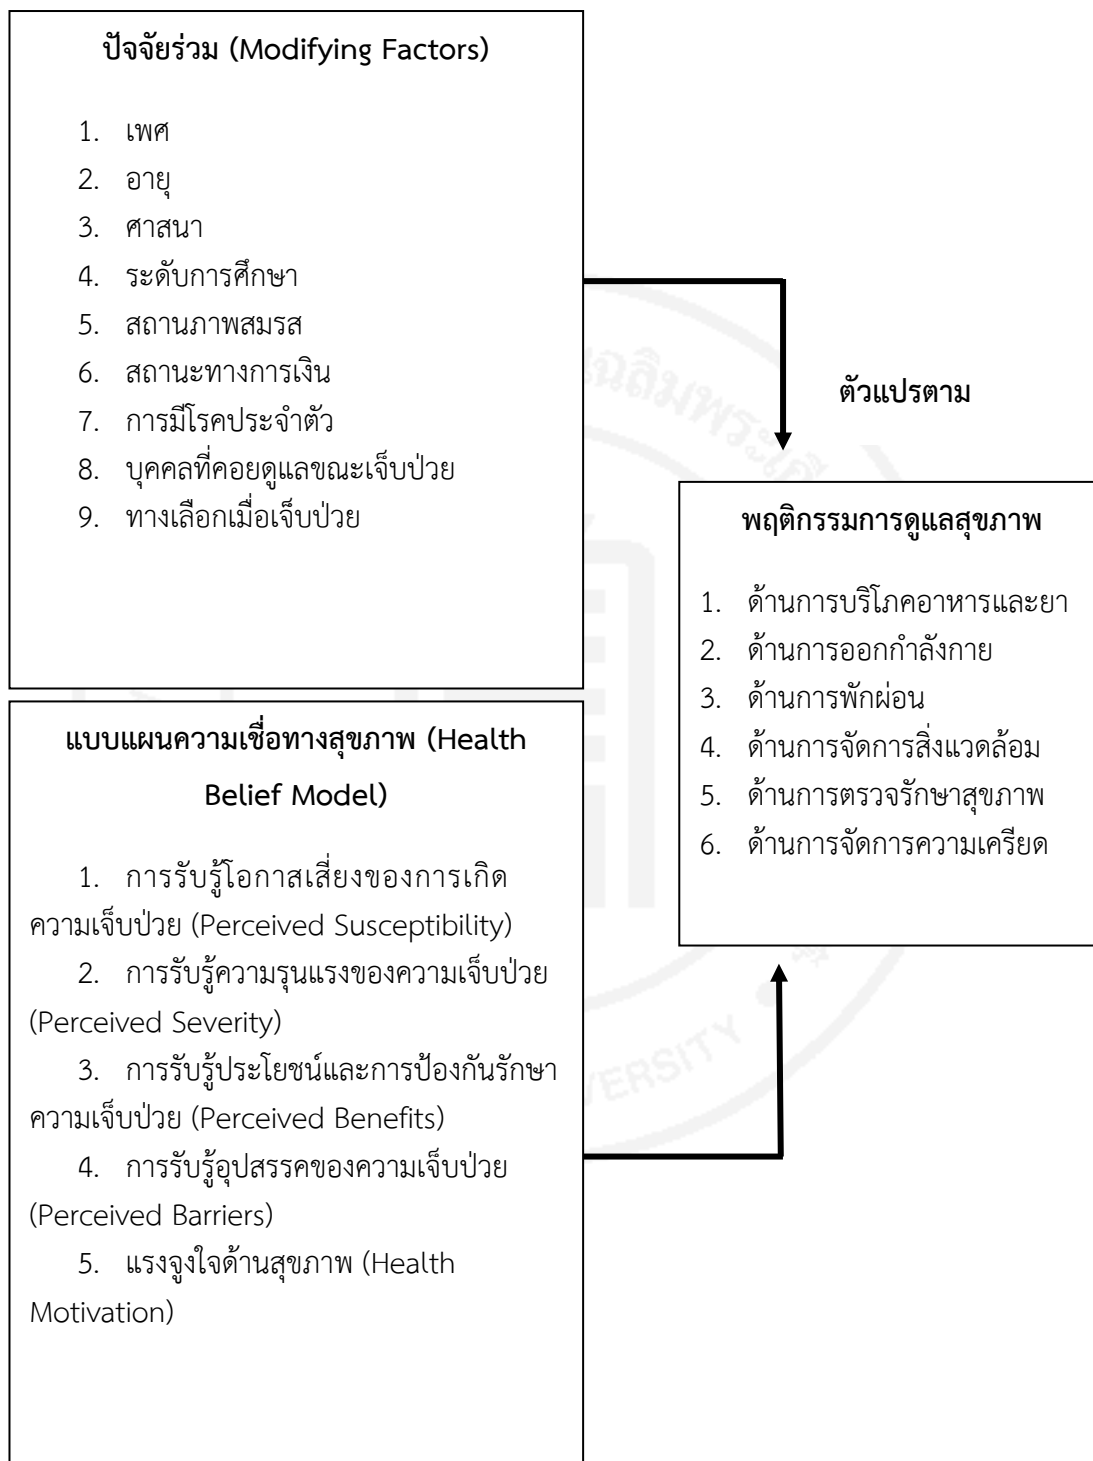 ปัจจัยร่วม (Modifying Factors)
1. เพศ
2. อายุ
3. ศาสนา
4. ระดับการศึกษา
5. สถานภาพสมรส
6. สถานะทางการเงิน
7. การมีโรคประจำตัว
8. บุคคลที่คอยดูแลขณะเจ็บป่วย
9. ทางเลือกเมื่อเจ็บป่วย
แบบแผนความเชื่อทางสุขภาพ (Health
Belief Model)
1. การรับรู้โอกาสเสี่ยงของการเกิด
ความเจ็บป่วย (Perceived Susceptibility)
2. การรับรู้ความรุนแรงของความเจ็บป่วย
(Perceived Severity)
3. การรับรู้ประโยชน์และการป้องกันรักษา
ความเจ็บป่วย (Perceived Benefits)
4. การรับรู้อุปสรรคของความเจ็บป่วย
(Perceived Barriers)
5. แรงจูงใจด้านสุขภาพ (Health
Motivation)
ตัวแปรตาม
พฤติกรรมการดูแลสุขภาพ
1. ด้านการบริโภคอาหารและยา
2. ด้านการออกกำลังกาย
3. ด้านการพักผ่อน
4. ด้านการจัดการสิ่งแวดล้อม
5. ด้านการตรวจรักษาสุขภาพ
6. ด้านการจัดการความเครียด